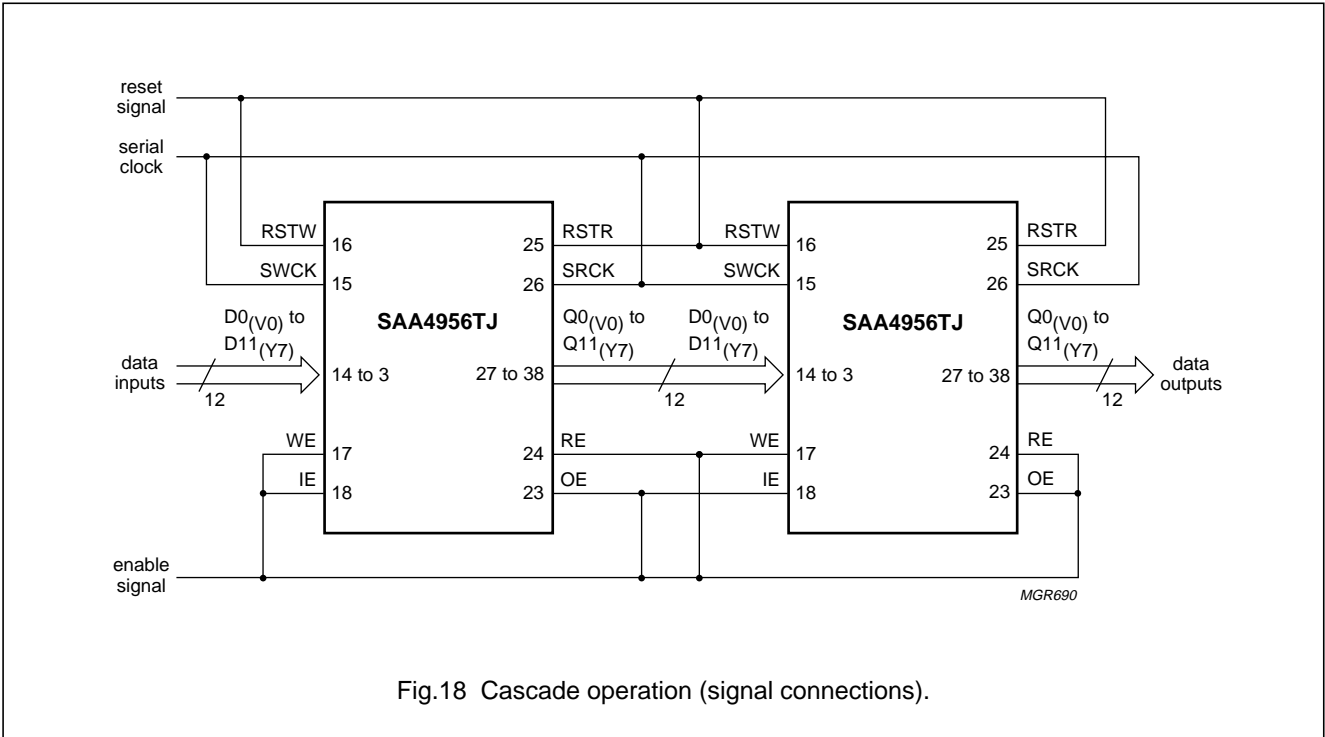 reset
signal
serial
clock
RSTW
16
25
RSTR
RSTW
16
25
RSTR
SWCK
15
26
SRCK
SWCK
15
26
SRCK
SAA4956TJ
SAA4956TJ
D0(V0) to
D11(Y7)
Q0(V0) to
Q11(Y7)
D0(V0) to
D11(Y7)
Q0(V0) to
Q11(Y7)
data
inputs
12
14 to 3
27 to 38
12
14 to 3
27 to 38
12
data
outputs
WE
17
24
RE
WE
17
24
RE
IE
18
23
OE
IE
18
23
OE
enable
signal
MGR690
Fig.18 Cascade operation (signal connections).